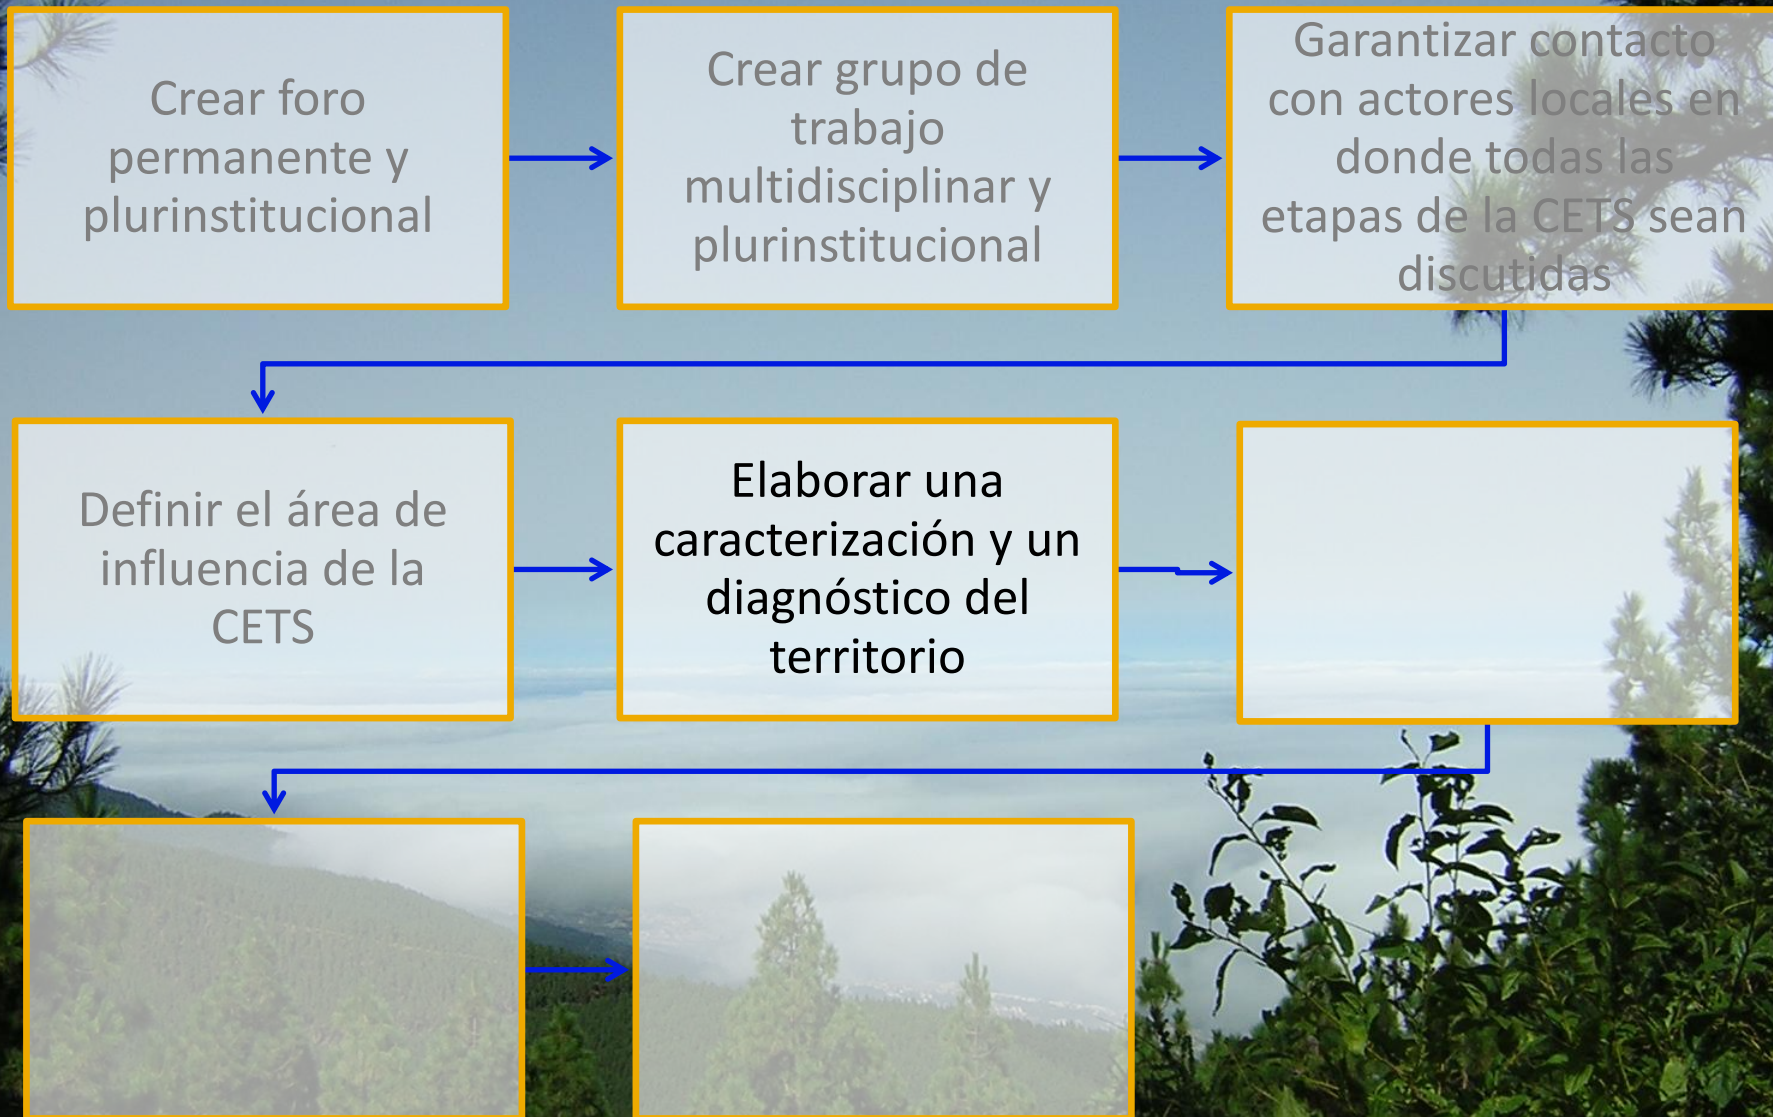 Crear foro
permanente y
plurinstitucional
Crear grupo de
trabajo
multidisciplinar y
plurinstitucional
Garantizar contacto
con actores locales en
donde todas las
etapas de la CETS sean
discutidas
Definir el área de
influencia de la
CETS
Elaborar una
caracterización y un
diagnóstico del
territorio